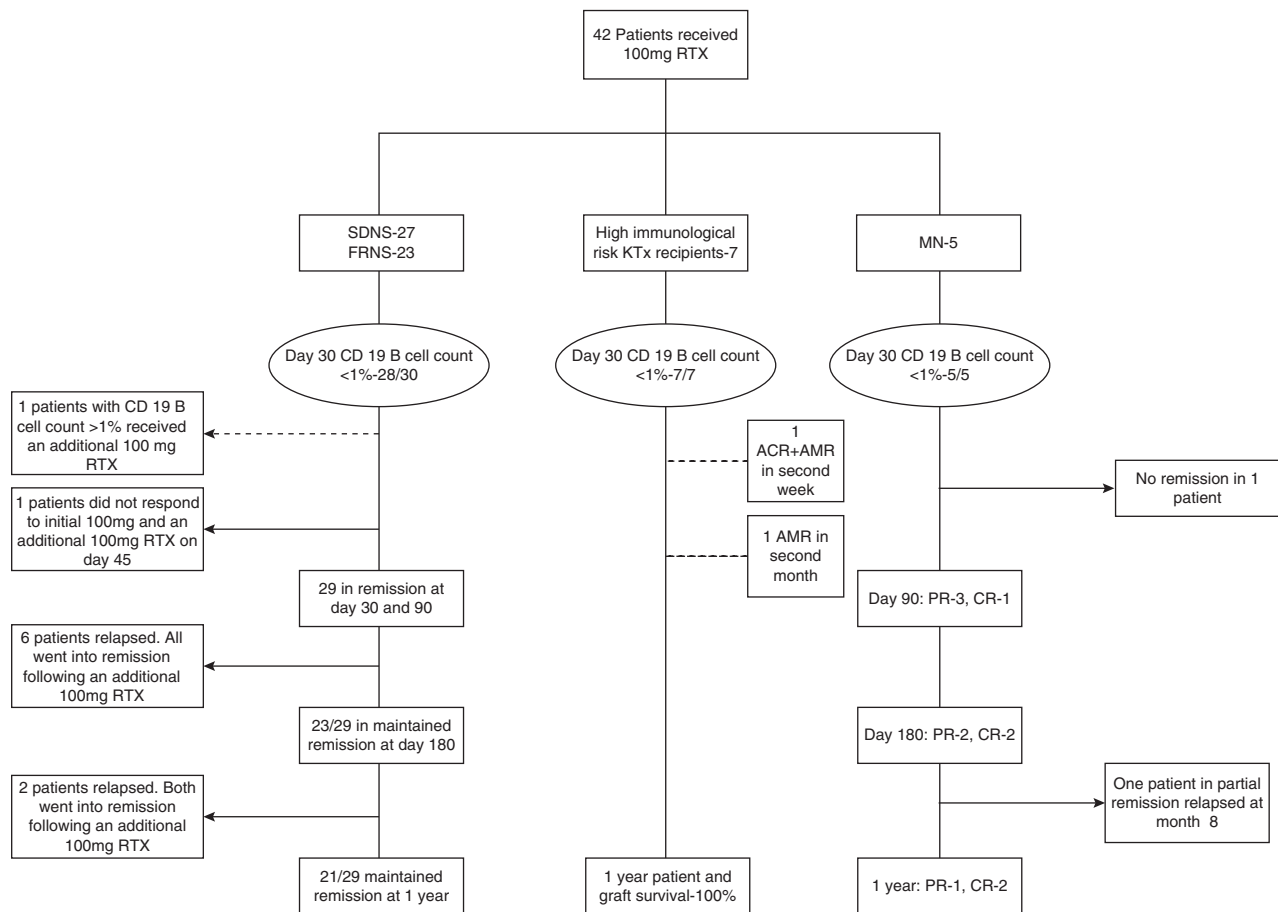 42 Patients received
100mg RTX
SDNS-27
FRNS-23
High immunological
risk KTx recipients-7
MN-5
Day 30 CD 19 B cell count
<1%-28/30
Day 30 CD 19 B cell count
<1%-7/7
Day 30 CD 19 B cell count
<1%-5/5
1 patients with CD 19 B
cell count >1% received
an additional 100 mg
RTX
1
ACR+AMR
in second
week
No remission in 1
patient
1 patients did not respond
to initial 100mg and an
additional 100mg RTX on
day 45
1 AMR in
second
month
29 in remission at
day 30 and 90
Day 90: PR-3, CR-1
6 patients relapsed. All
went into remission
following an additional
100mg RTX
23/29 in maintained
remission at day 180
Day 180: PR-2, CR-2
2 patients relapsed. Both
went into remission
following an additional
100mg RTX
One patient in partial
remission relapsed at
month 8
21/29 maintained
remission at 1 year
1 year patient and
graft survival-100%
1 year: PR-1, CR-2